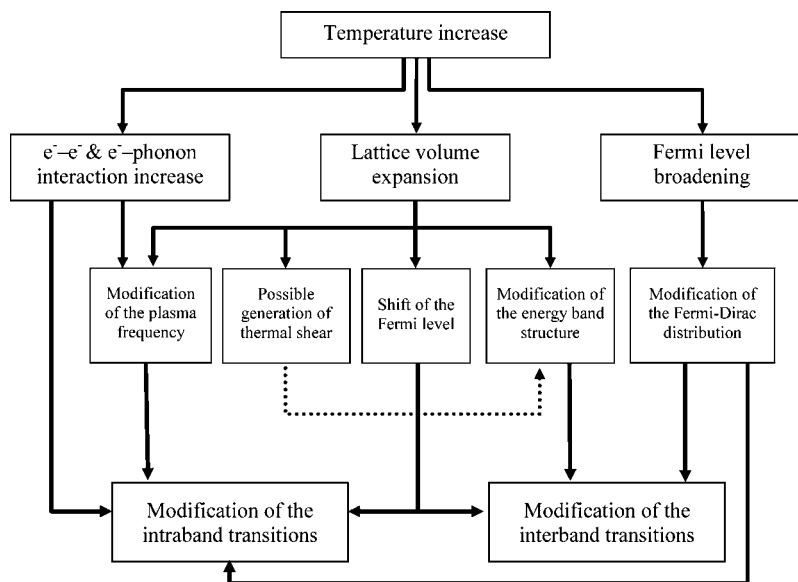 Temperature increase
e⁻–e⁻ & e⁻–phonon
interaction increase
Lattice volume
expansion
Fermi level
broadening
Modification
of the plasma
frequency
Possible
generation of
thermal shear
Shift of the
Fermi level
Modification of
the energy band
structure
Modification of
the Fermi-Dirac
distribution
Modification of the
intraband transitions
Modification of the
interband transitions